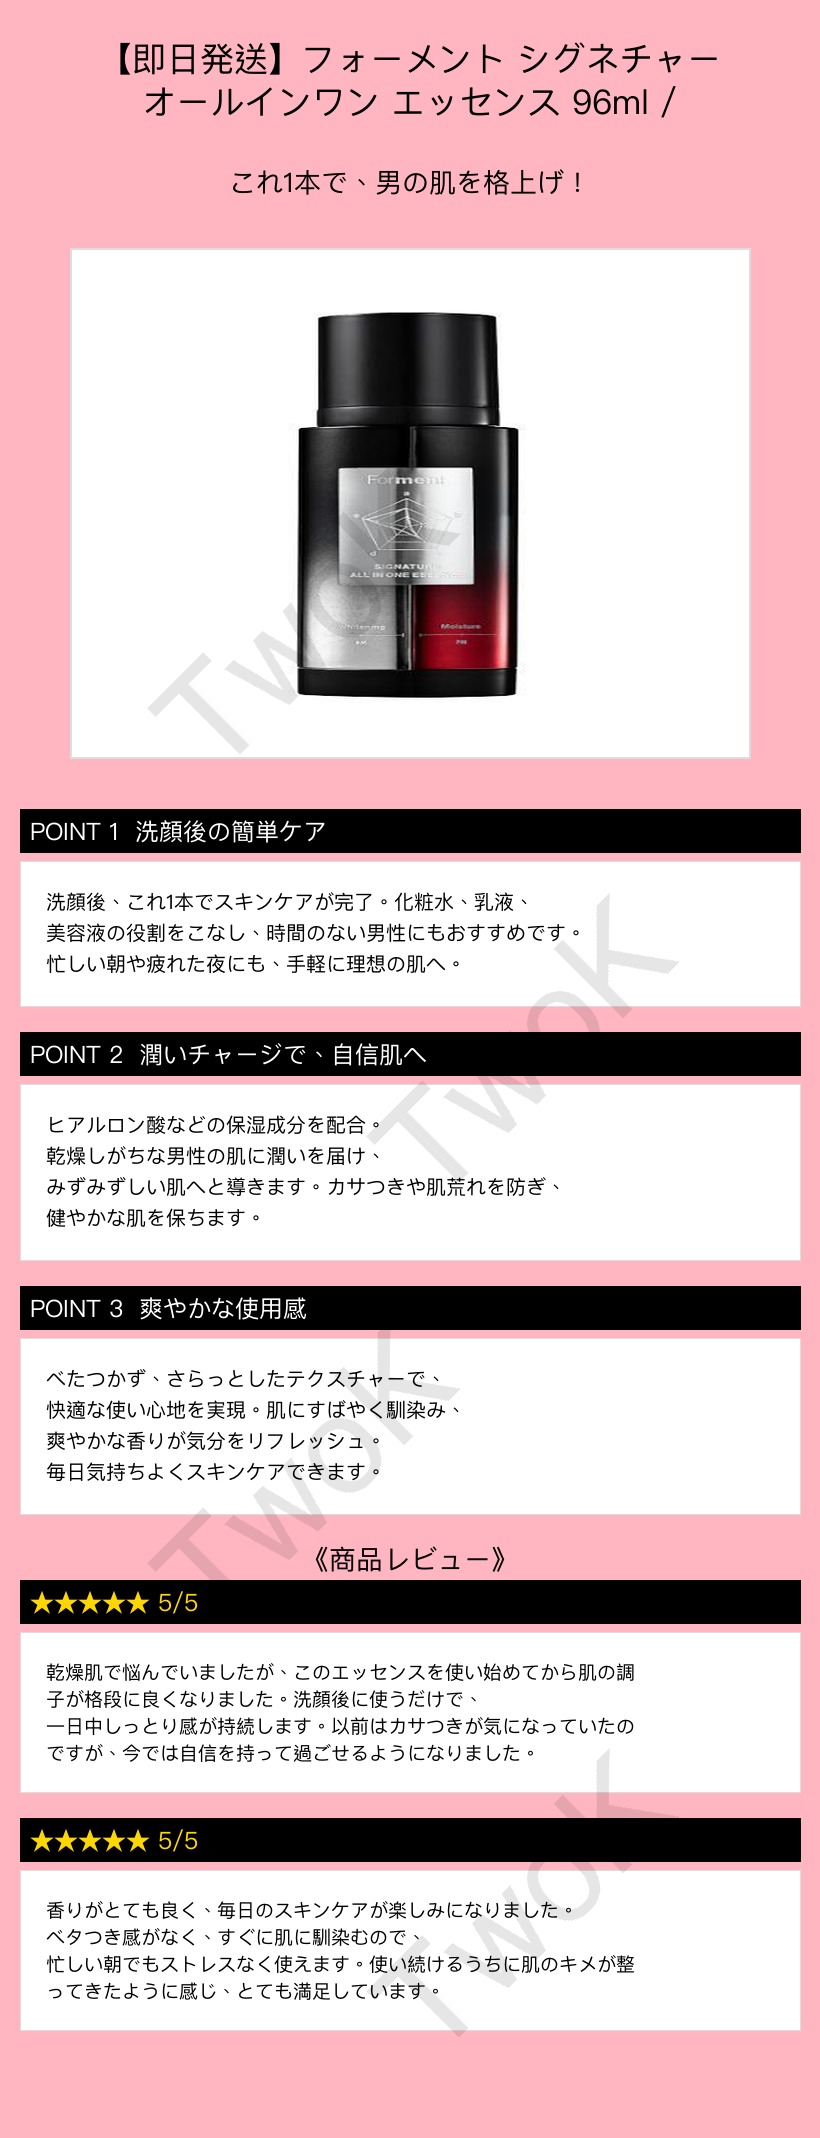 【即日発送】フォーメント シグネチャー
オールインワン エッセンス 96ml /
これ1本で、男の肌を格上げ！
Forment
SIGNATURE
ALL IN ONE ESSENCE
Whitening
Moisture
AM
PM
TwoK
POINT 1 洗顔後の簡単ケア
洗顔後、これ1本でスキンケアが完了。化粧水、乳液、
美容液の役割をこなし、時間のない男性にもおすすめです。
忙しい朝や疲れた夜にも、手軽に理想の肌へ。
TwoK
POINT 2 潤いチャージで、自信肌へ
ヒアルロン酸などの保湿成分を配合。
乾燥しがちな男性の肌に潤いを届け、
みずみずしい肌へと導きます。カサつきや肌荒れを防ぎ、
健やかな肌を保ちます。
POINT 3 爽やかな使用感
べたつかず、さらっとしたテクスチャーで、
快適な使い心地を実現。肌にすばやく馴染み、
爽やかな香りが気分をリフレッシュ。
毎日気持ちよくスキンケアできます。
TwoK
《商品レビュー》
★★★★★ 5/5
乾燥肌で悩んでいましたが、このエッセンスを使い始めてから肌の調
子が格段に良くなりました。洗顔後に使うだけで、
一日中しっとり感が持続します。以前はカサつきが気になっていたの
ですが、今では自信を持って過ごせるようになりました。
★★★★★ 5/5
香りがとても良く、毎日のスキンケアが楽しみになりました。
ベタつき感がなく、すぐに肌に馴染むので、
忙しい朝でもストレスなく使えます。使い続けるうちに肌のキメが整
ってきたように感じ、とても満足しています。
TwoK